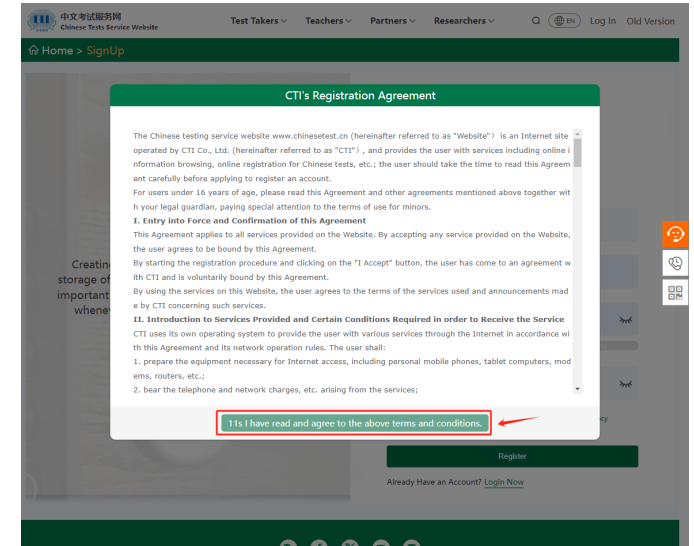 中文考试服务网
Chinese Tests Service Website
Test Takers
Teachers
Partners
Researchers
EN
Log In
Old Version
Home > SignUp
CTI's Registration Agreement
The Chinese testing service website www.chinesetest.cn (hereinafter referred to as "Website") is an Internet site
operated by CTI Co., Ltd. (hereinafter referred to as "CTI"), and provides the user with services including online i
nformation browsing, online registration for Chinese tests, etc.; the user should take the time to read this Agreem
ent carefully before applying to register an account.
For users under 16 years of age, please read this Agreement and other agreements mentioned above together wit
h your legal guardian, paying special attention to the terms of use for minors.
I. Entry into Force and Confirmation of this Agreement
This Agreement applies to all services provided on the Website. By accepting any service provided on the Website,
the user agrees to be bound by this Agreement.
By starting the registration procedure and clicking on the "I Accept" button, the user has come to an agreement w
ith CTI and is voluntarily bound by this Agreement.
By using the services on this Website, the user agrees to the terms of the services used and announcements mad
e by CTI concerning such services.
II. Introduction to Services Provided and Certain Conditions Required in order to Receive the Service
CTI uses its own operating system to provide the user with various services through the Internet in accordance wi
th this Agreement and its network operation rules. The user shall:
1. prepare the equipment necessary for Internet access, including personal mobile phones, tablet computers, mod
ems, routers, etc.;
2. bear the telephone and network charges, etc. arising from the services;
11s I have read and agree to the above terms and conditions.
Creatin
storage of
important
whene
cy
Register
Already Have an Account? Login Now